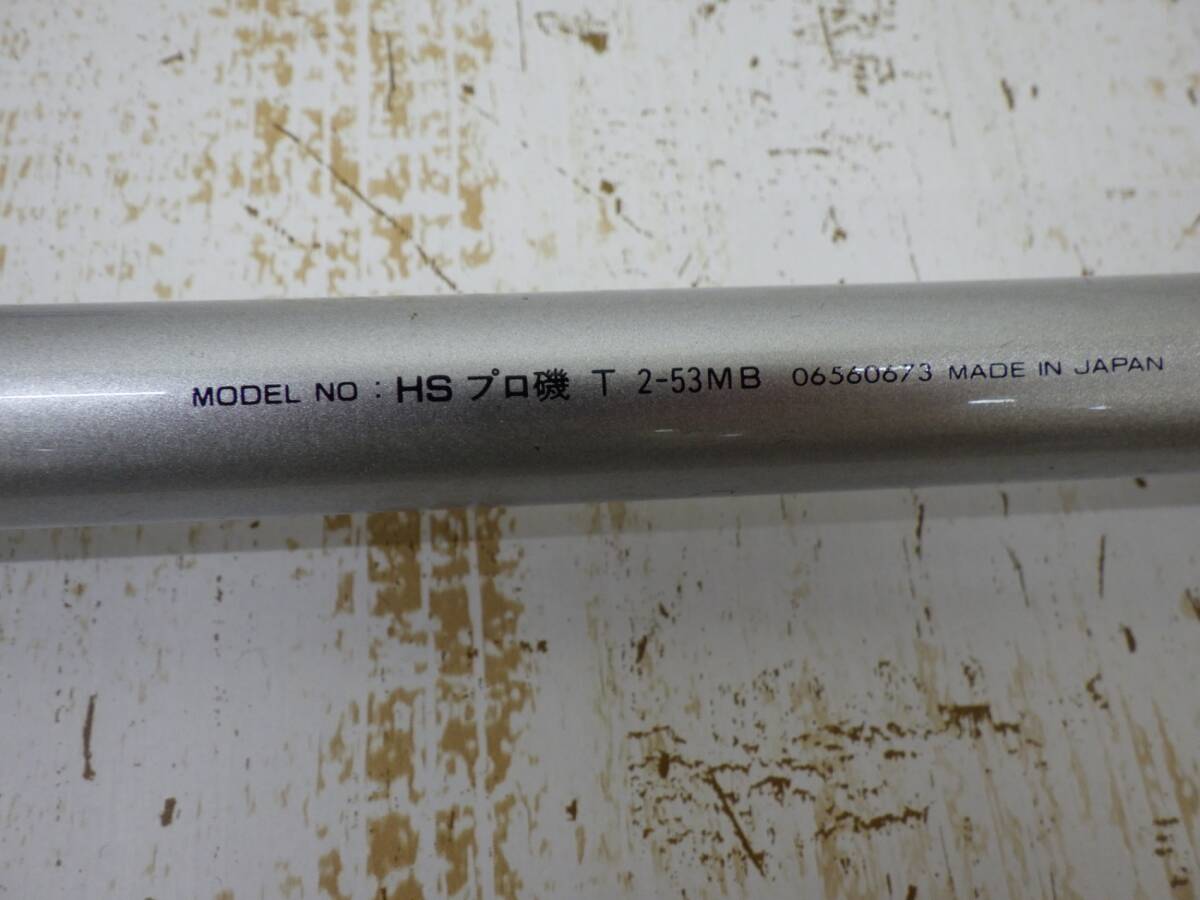 MODEL NO : HS プロ磯 T 2-53MB 06560673 MADE IN JAPAN